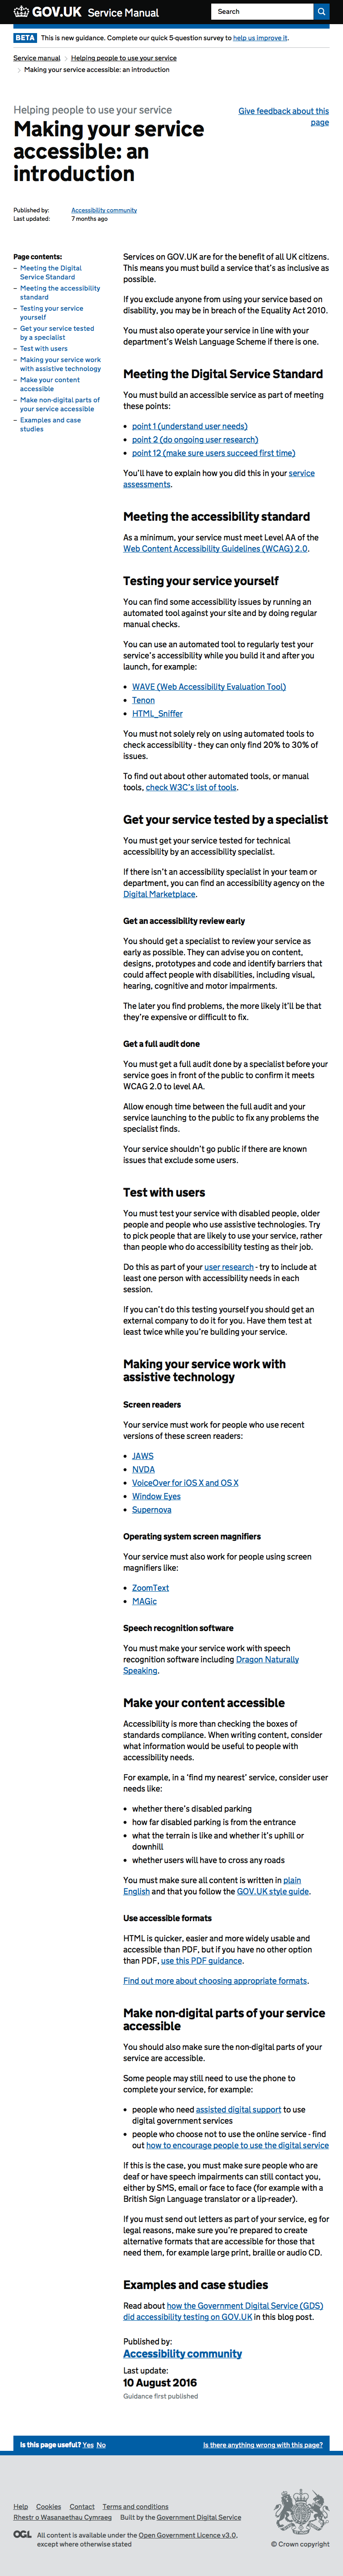 GOV.UK Service Manual
Search
BETA This is new guidance. Complete our quick 5-question survey to help us improve it.
Service manual
Helping people to use your service
Making your service accessible: an introduction
Helping people to use your service
Making your service
accessible: an
introduction
Give feedback about this
page
Published by: Accessibility community
Last updated: 7 months ago
Page contents:
– Meeting the Digital
Service Standard
– Meeting the accessibility
standard
– Testing your service
yourself
– Get your service tested
by a specialist
– Test with users
– Making your service work
with assistive technology
– Make your content
accessible
– Make non-digital parts of
your service accessible
– Examples and case
studies
Services on GOV.UK are for the benefit of all UK citizens.
This means you must build a service that's as inclusive as
possible.
If you exclude anyone from using your service based on
disability, you may be in breach of the Equality Act 2010.
You must also operate your service in line with your
department's Welsh Language Scheme if there is one.
Meeting the Digital Service Standard
You must build an accessible service as part of meeting
these points:
• point 1 (understand user needs)
• point 2 (do ongoing user research)
• point 12 (make sure users succeed first time)
You'll have to explain how you did this in your service
assessments.
Meeting the accessibility standard
As a minimum, your service must meet Level AA of the
Web Content Accessibility Guidelines (WCAG) 2.0.
Testing your service yourself
You can find some accessibility issues by running an
automated tool against your site and by doing regular
manual checks.
You can use an automated tool to regularly test your
service's accessibility while you build it and after you
launch, for example:
• WAVE (Web Accessibility Evaluation Tool)
• Tenon
• HTML_Sniffer
You must not solely rely on using automated tools to
check accessibility - they can only find 20% to 30% of
issues.
To find out about other automated tools, or manual
tools, check W3C's list of tools.
Get your service tested by a specialist
You must get your service tested for technical
accessibility by an accessibility specialist.
If there isn't an accessibility specialist in your team or
department, you can find an accessibility agency on the
Digital Marketplace.
Get an accessibility review early
You should get a specialist to review your service as
early as possible. They can advise you on content,
designs, prototypes and code and identify barriers that
could affect people with disabilities, including visual,
hearing, cognitive and motor impairments.
The later you find problems, the more likely it'll be that
they're expensive or difficult to fix.
Get a full audit done
You must get a full audit done by a specialist before your
service goes in front of the public to confirm it meets
WCAG 2.0 to level AA.
Allow enough time between the full audit and your
service launching to the public to fix any problems the
specialist finds.
Your service shouldn't go public if there are known
issues that exclude some users.
Test with users
You must test your service with disabled people, older
people and people who use assistive technologies. Try
to pick people that are likely to use your service, rather
than people who do accessibility testing as their job.
Do this as part of your user research - try to include at
least one person with accessibility needs in each
session.
If you can't do this testing yourself you should get an
external company to do it for you. Have them test at
least twice while you're building your service.
Making your service work with
assistive technology
Screen readers
Your service must work for people who use recent
versions of these screen readers:
• JAWS
• NVDA
• VoiceOver for iOS X and OS X
• Window Eyes
• Supernova
Operating system screen magnifiers
Your service must also work for people using screen
magnifiers like:
• ZoomText
• MAGic
Speech recognition software
You must make your service work with speech
recognition software including Dragon Naturally
Speaking.
Make your content accessible
Accessibility is more than checking the boxes of
standards compliance. When writing content, consider
what information would be useful to people with
accessibility needs.
For example, in a 'find my nearest' service, consider user
needs like:
• whether there's disabled parking
• how far disabled parking is from the entrance
• what the terrain is like and whether it's uphill or
downhill
• whether users will have to cross any roads
You must make sure all content is written in plain
English and that you follow the GOV.UK style guide.
Use accessible formats
HTML is quicker, easier and more widely usable and
accessible than PDF, but if you have no other option
than PDF, use this PDF guidance.
Find out more about choosing appropriate formats.
Make non-digital parts of your service
accessible
You should also make sure the non-digital parts of your
service are accessible.
Some people may still need to use the phone to
complete your service, for example:
• people who need assisted digital support to use
digital government services
• people who choose not to use the online service - find
out how to encourage people to use the digital service
If this is the case, you must make sure people who are
deaf or have speech impairments can still contact you,
either by SMS, email or face to face (for example with a
British Sign Language translator or a lip-reader).
If you must send out letters as part of your service, eg for
legal reasons, make sure you're prepared to create
alternative formats that are accessible for those that
need them, for example large print, braille or audio CD.
Examples and case studies
Read about how the Government Digital Service (GDS)
did accessibility testing on GOV.UK in this blog post.
Published by:
Accessibility community
Last update:
10 August 2016
Guidance first published
Is this page useful? Yes No
Is there anything wrong with this page?
Help Cookies Contact Terms and conditions
Rhestr o Wasanaethau Cymraeg Built by the Government Digital Service
OGL All content is available under the Open Government Licence v3.0,
except where otherwise stated
© Crown copyright